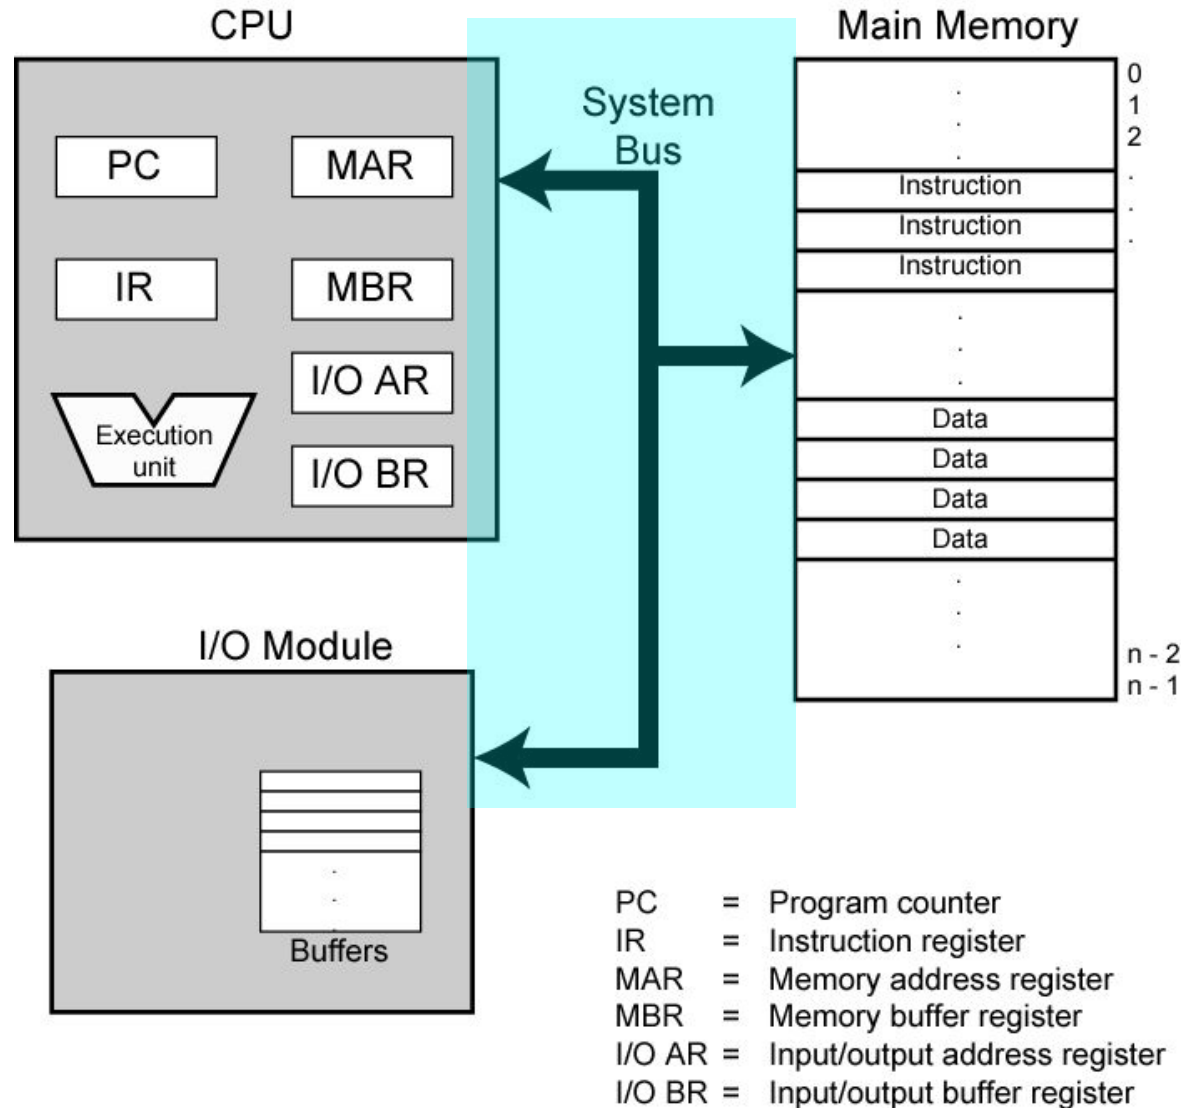 CPU
PC
MAR
IR
MBR
I/O AR
Execution
unit
I/O BR
System
Bus
Main Memory
0
1
2
.
.
.
.
.
.
Instruction
Instruction
Instruction
.
.
.
Data
Data
Data
Data
.
.
.
n - 2
n - 1
I/O Module
.
.
.
Buffers
PC = Program counter
IR = Instruction register
MAR = Memory address register
MBR = Memory buffer register
I/O AR = Input/output address register
I/O BR = Input/output buffer register